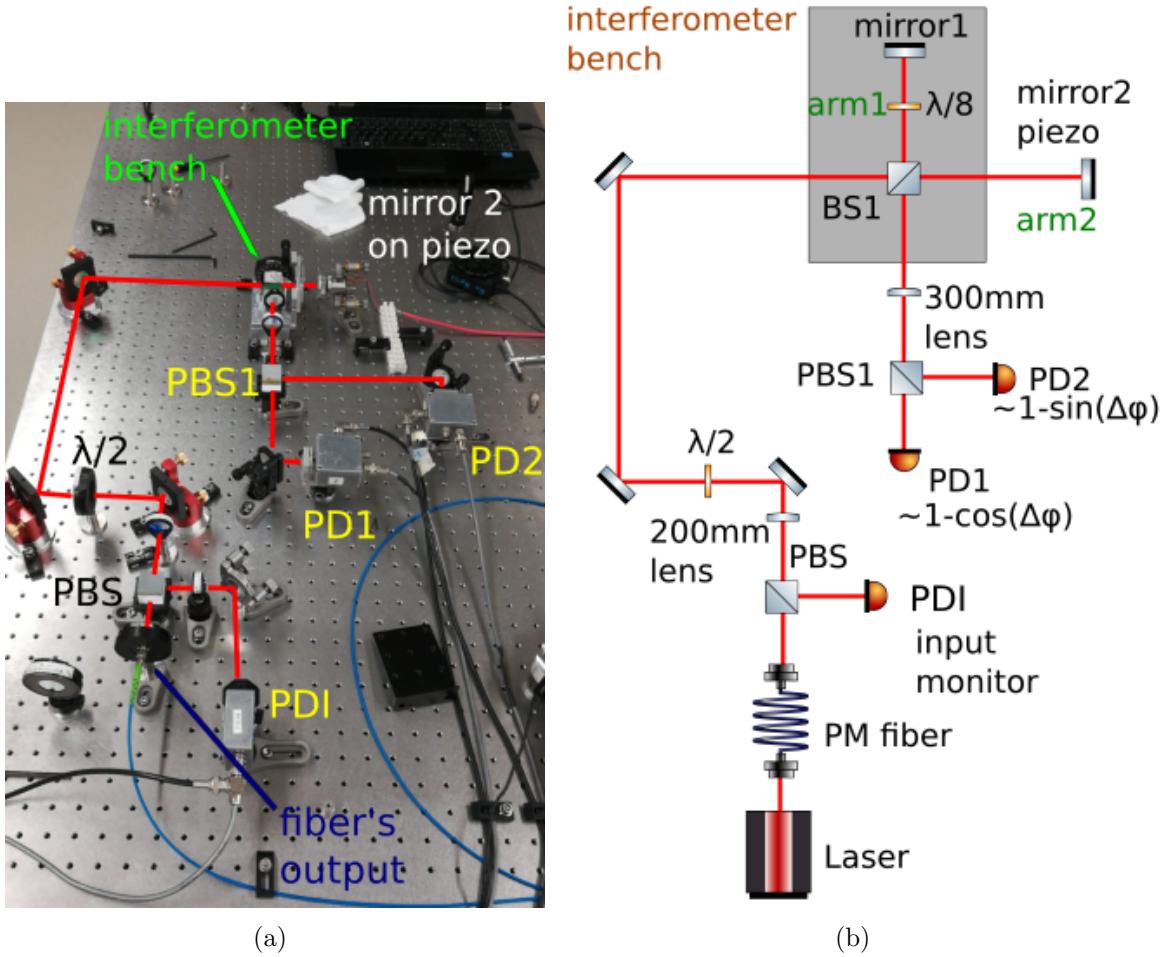 interferometer
bench
mirror 2
on piezo
PBS1
PD2
λ/2
PD1
PBS
PDI
fiber's
output
(a)
interferometer
bench
mirror1
arm1
λ/8
mirror2
piezo
BS1
arm2
300mm
lens
PBS1
PD2
~1-sin(Δφ)
λ/2
PD1
~1-cos(Δφ)
200mm
lens
PBS
PDI
input
monitor
PM fiber
Laser
(b)